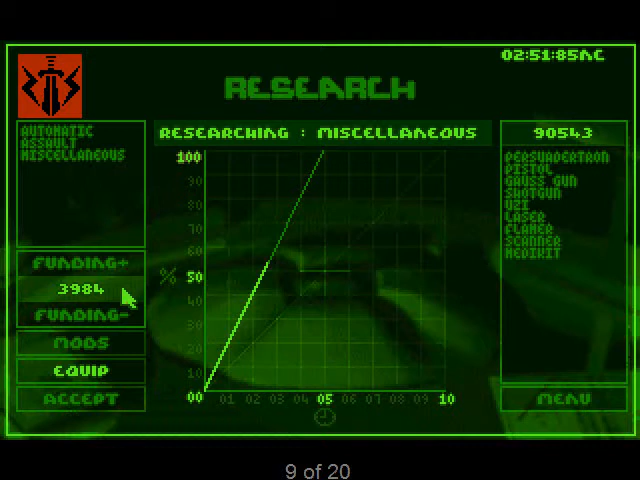 02:51:85NC
RESEARCH
AUTOMATIC
ASSAULT
MISCELLANEOUS
RESEARCHING : MISCELLANEOUS
90543
PERSUADERTRON
PISTOL
GAUSS GUN
SHOTGUN
UZI
LASER
FLAMER
SCANNER
MEDIKIT
FUNDING+
3984
FUNDING-
MODS
EQUIP
ACCEPT
100
90
80
70
60
% 50
40
30
20
10
00 01 02 03 04 05 06 07 08 09 10
MENU
9 of 20